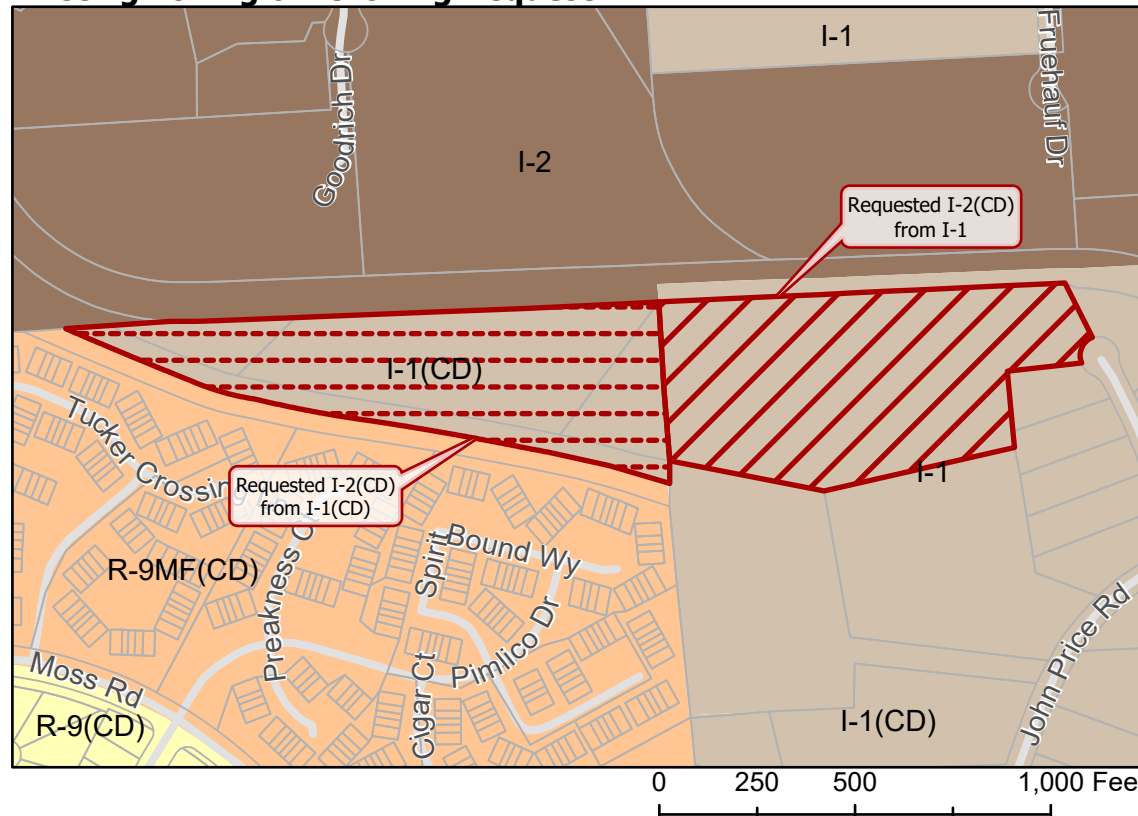 I-1
Goodrich Dr
Fruehauf Dr
I-2
Requested I-2(CD)
from I-1
I-1(CD)
Tucker Crossing
Requested I-2(CD)
from I-1(CD)
I-1
Bound Wy
Spirit
R-9MF(CD)
Preakness
Pimlico Dr
Cigar Ct
John Price Rd
Moss Rd
R-9(CD)
I-1(CD)
0 250 500 1,000 Fee